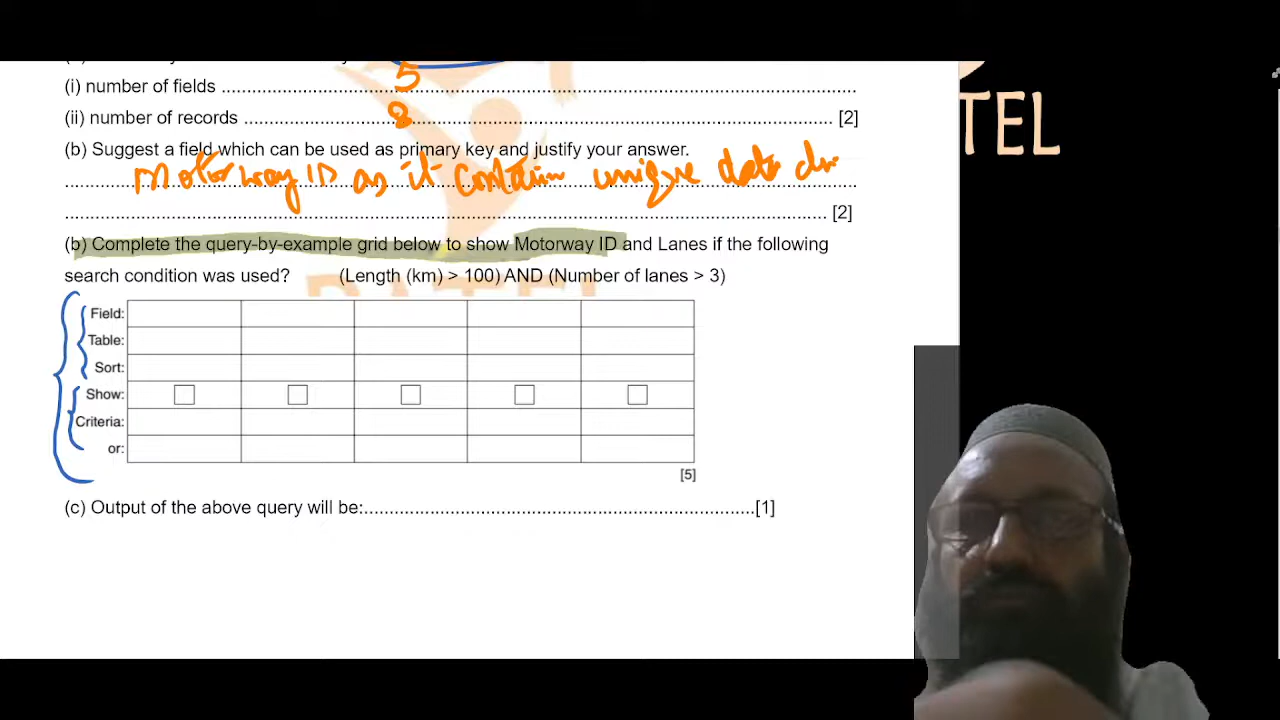 (i) number of fields ........ 5
TEL
(ii) number of records ........ 8 ........ [2]
(b) Suggest a field which can be used as primary key and justify your answer.
Motorway ID as it contain unique data
[2]
(b) Complete the query-by-example grid below to show Motorway ID and Lanes if the following
search condition was used? (Length (km) > 100) AND (Number of lanes > 3)
Field:
Table:
Sort:
Show:
Criteria:
or:
[5]
(c) Output of the above query will be:........[1]